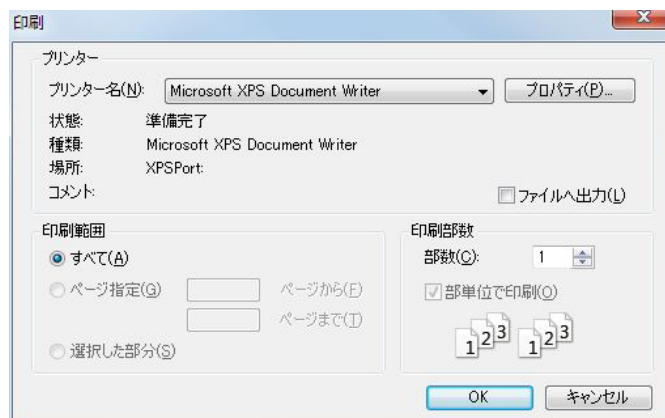 印刷
プリンター
プリンター名(N): Microsoft XPS Document Writer プロパティ(P)...
状態: 準備完了
種類: Microsoft XPS Document Writer
場所: XPSPort:
コメント: ファイルへ出力(L)
印刷範囲
すべて(A)
ページ指定(G) ページから(F)
ページまで(T)
選択した部分(S)
印刷部数
部数(C): 1
部単位で印刷(O)
1 2 3 1 2 3
OK キャンセル